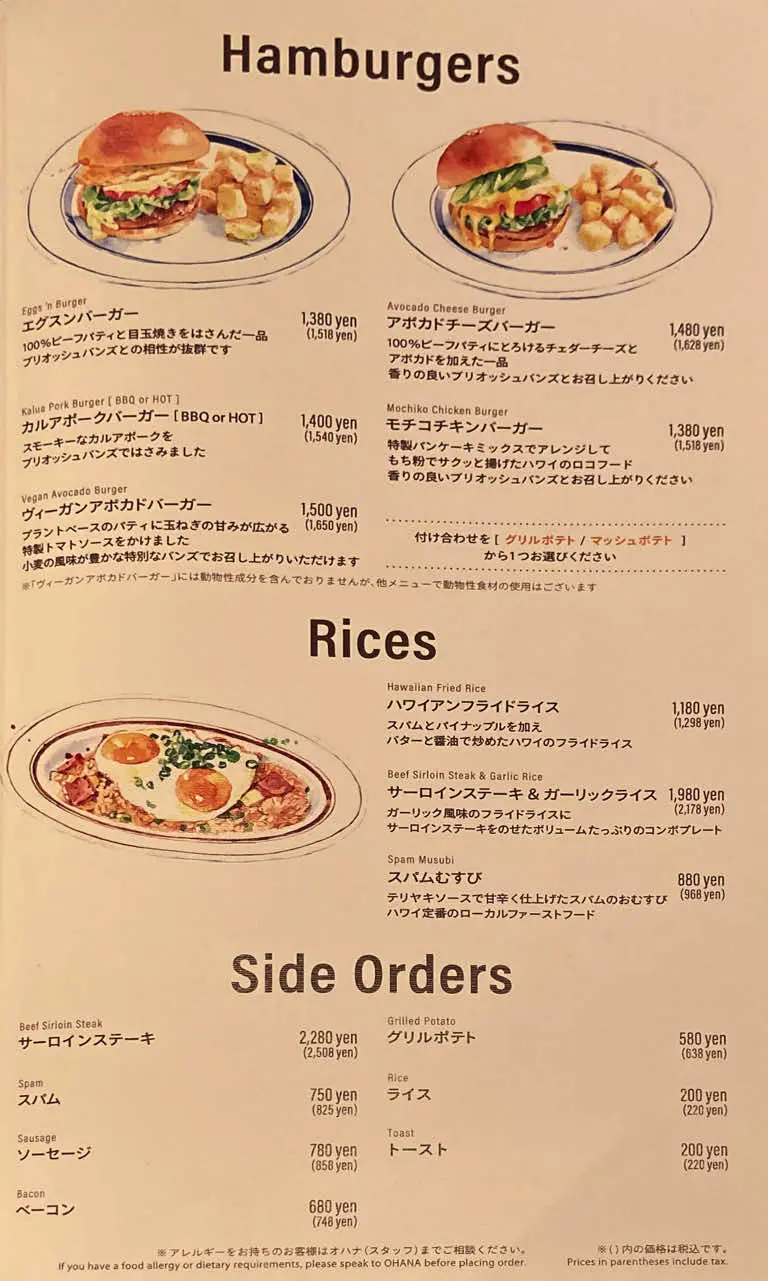 Hamburgers
Eggs 'n Burger
エグスンバーガー
1,380 yen
(1,518 yen)
100%ビーフパティと目玉焼きをはさんだ一品
ブリオッシュバンズとの相性が抜群です
Kalua Pork Burger [ BBQ or HOT ]
カルアポークバーガー [ BBQ or HOT ]
1,400 yen
(1,540 yen)
スモーキーなカルアポークを
ブリオッシュバンズではさみました
Vegan Avocado Burger
ヴィーガンアボカドバーガー
1,500 yen
(1,650 yen)
プラントベースのパティに玉ねぎの甘みが広がる
特製トマトソースをかけました
小麦の風味が豊かな特別なバンズでお召し上がりいただけます
Avocado Cheese Burger
アボカドチーズバーガー
1,480 yen
(1,628 yen)
100%ビーフパティにとろけるチェダーチーズと
アボカドを加えた一品
香りの良いブリオッシュバンズとお召し上がりください
Mochiko Chicken Burger
モチコチキンバーガー
1,380 yen
(1,518 yen)
特製パンケーキミックスでアレンジして
もち粉でサクッと揚げたハワイのロコフード
香りの良いブリオッシュバンズとお召し上がりください
付け合わせを [ グリルポテト / マッシュポテト ]
から1つお選びください
※「ヴィーガンアボカドバーガー」には動物性成分を含んでおりませんが、他メニューで動物性食材の使用はございます
Rices
Hawaiian Fried Rice
ハワイアンフライドライス
1,180 yen
(1,298 yen)
スパムとパイナップルを加え
バターと醤油で炒めたハワイのフライドライス
Beef Sirloin Steak & Garlic Rice
サーロインステーキ & ガーリックライス
1,980 yen
(2,178 yen)
ガーリック風味のフライドライスに
サーロインステーキをのせたボリュームたっぷりのコンボプレート
Spam Musubi
スパムむすび
880 yen
(968 yen)
テリヤキソースで甘辛く仕上げたスパムのおむすび
ハワイ定番のローカルファーストフード
Side Orders
Beef Sirloin Steak
サーロインステーキ
2,280 yen
(2,508 yen)
Spam
スパム
750 yen
(825 yen)
Sausage
ソーセージ
780 yen
(858 yen)
Bacon
ベーコン
680 yen
(748 yen)
Grilled Potato
グリルポテト
580 yen
(638 yen)
Rice
ライス
200 yen
(220 yen)
Toast
トースト
200 yen
(220 yen)
※アレルギーをお持ちのお客様はオハナ(スタッフ)までご相談ください。
If you have a food allergy or dietary requirements, please speak to OHANA before placing order.
※( )内の価格は税込です。
Prices in parentheses include tax.